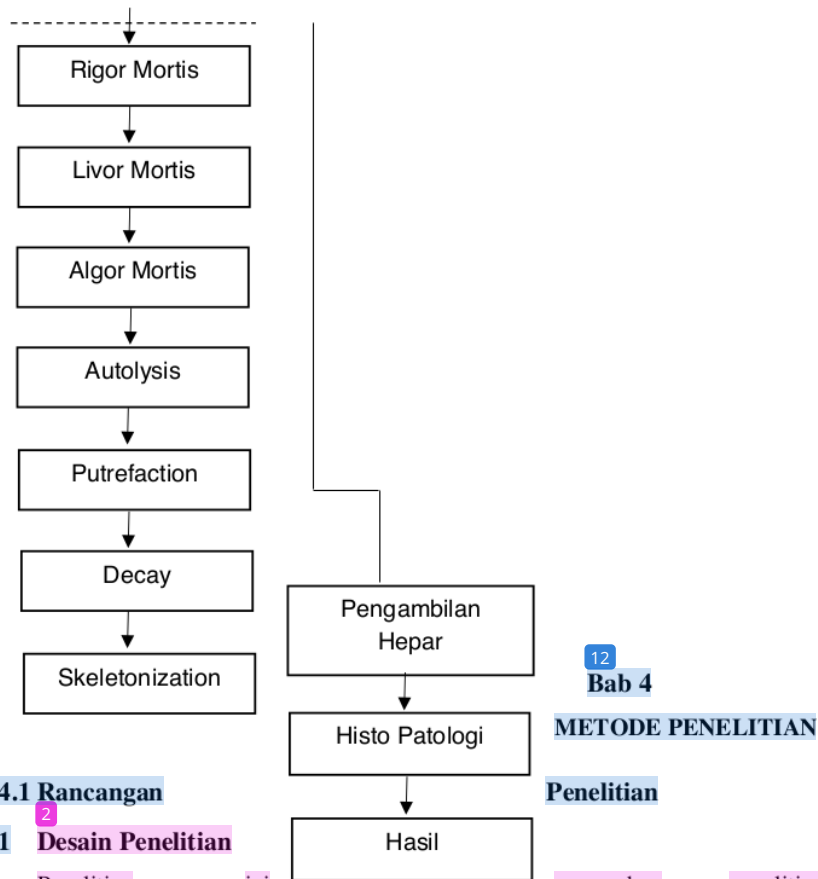 Rigor Mortis
Livor Mortis
Algor Mortis
Autolysis
Putrefaction
Decay
Skeletonization
Pengambilan
Hepar
Histo Patologi
Hasil
12
Bab 4
METODE PENELITIAN
4.1 Rancangan Penelitian
2
1 Desain Penelitian